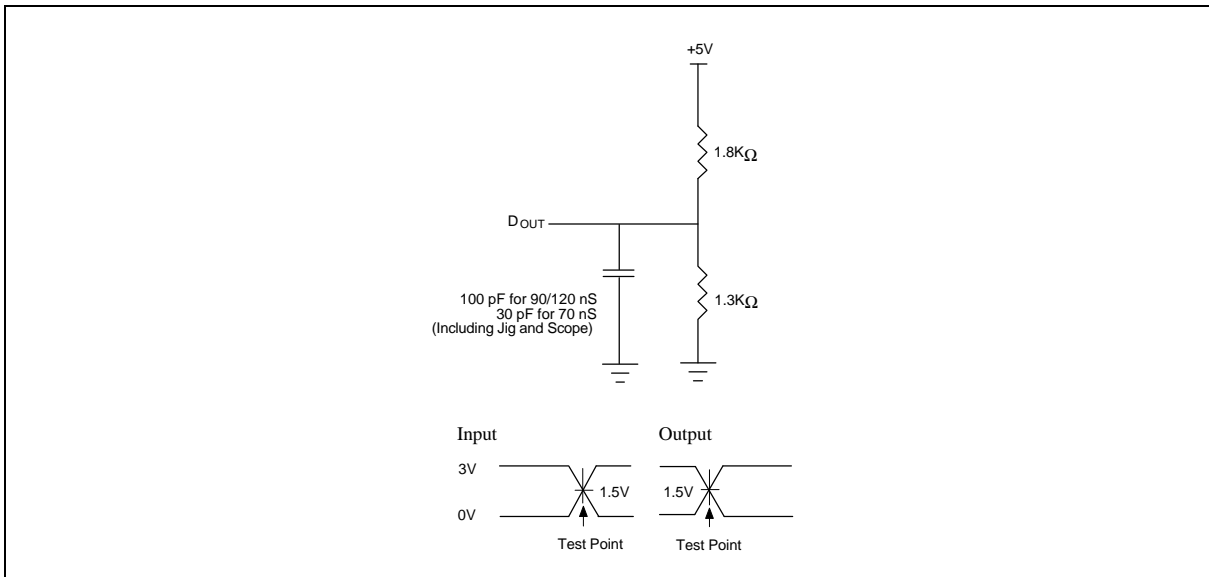 +5V
1.8KΩ
DOUT
100 pF for 90/120 nS
30 pF for 70 nS
(Including Jig and Scope)
1.3KΩ
Input
Output
3V
1.5V
1.5V
0V
Test Point
Test Point